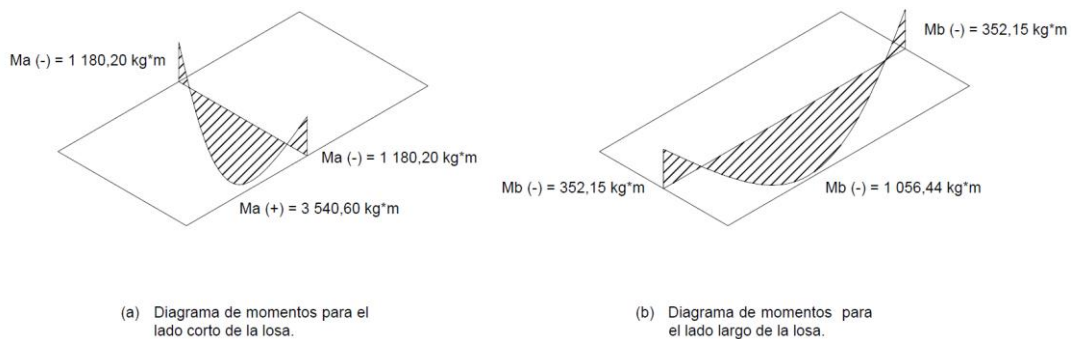 Ma (-) = 1 180,20 kg*m
Ma (-) = 1 180,20 kg*m
Ma (+) = 3 540,60 kg*m
(a) Diagrama de momentos para el
lado corto de la losa.
Mb (-) = 352,15 kg*m
Mb (-) = 352,15 kg*m
Mb (-) = 1 056,44 kg*m
(b) Diagrama de momentos para
el lado largo de la losa.